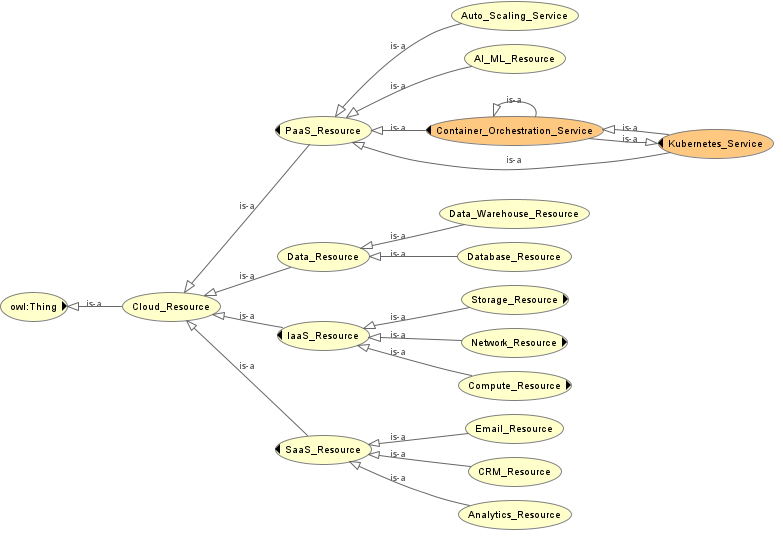 Auto_Scaling_Service
is-a
AI_ML_Resource
is-a
is-a
PaaS_Resource
is-a
Container_Orchestration_Service
is-a
is-a
Kubernetes_Service
is-a
is-a
Data_Warehouse_Resource
is-a
Data_Resource
is-a
Database_Resource
is-a
owl:Thing
is-a
Cloud_Resource
Storage_Resource
is-a
is-a
IaaS_Resource
is-a
Network_Resource
is-a
is-a
Compute_Resource
Email_Resource
is-a
SaaS_Resource
is-a
CRM_Resource
is-a
Analytics_Resource